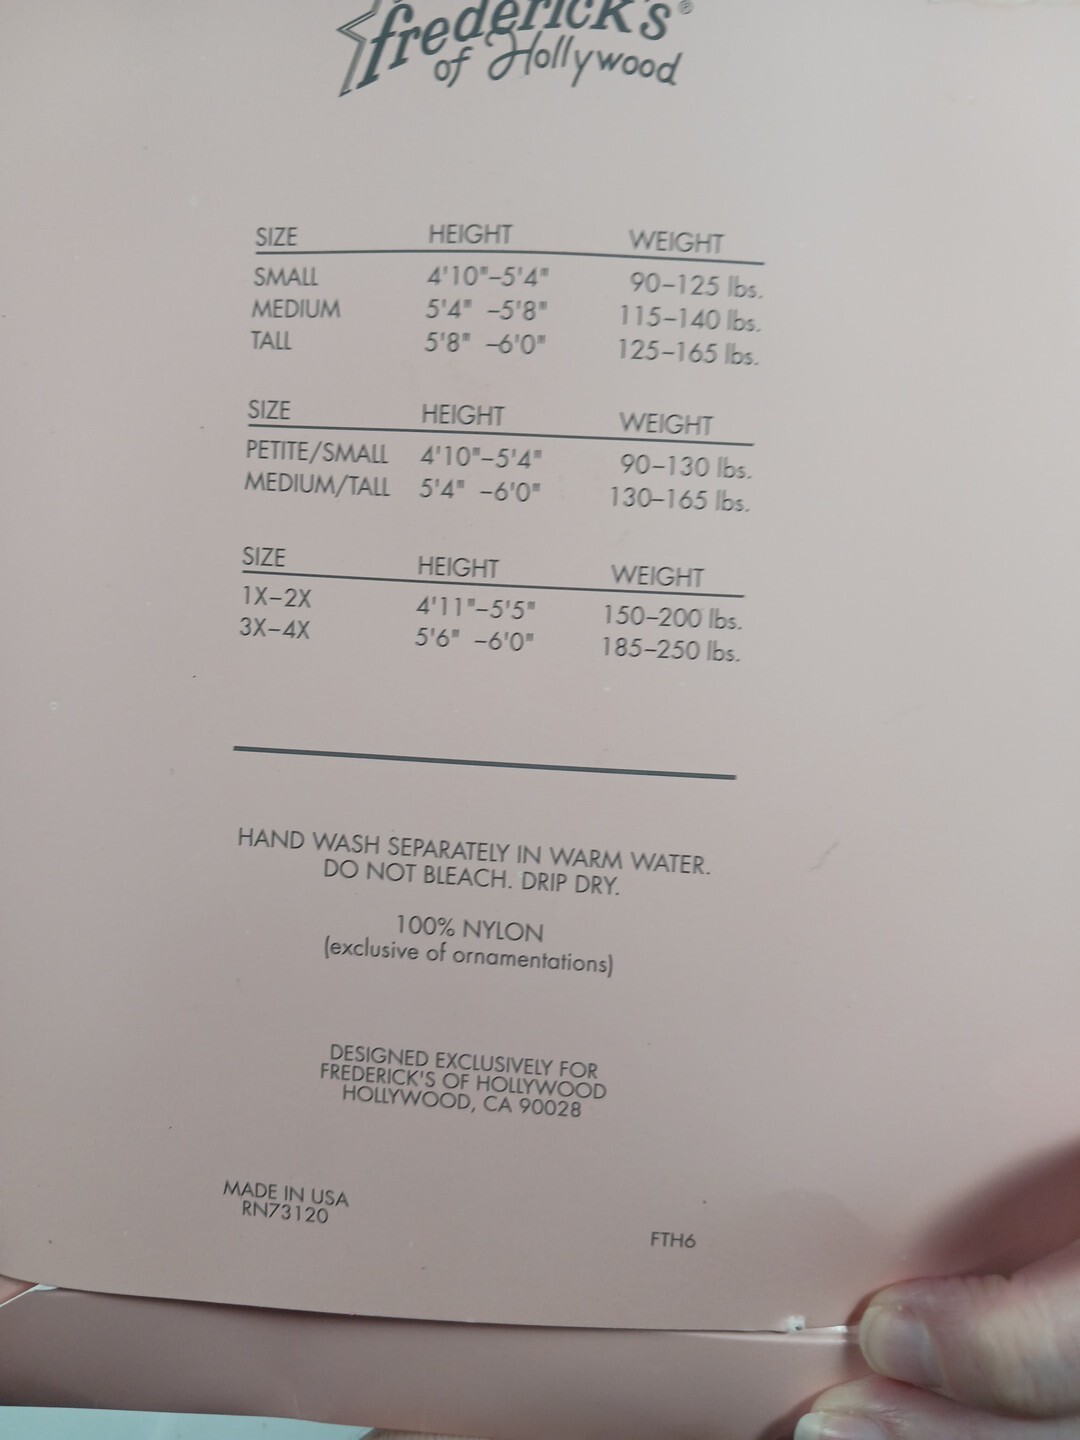 frederick's®
of Hollywood
SIZE HEIGHT WEIGHT
SMALL 4'10"–5'4" 90–125 lbs.
MEDIUM 5'4" –5'8" 115–140 lbs.
TALL 5'8" –6'0" 125–165 lbs.
SIZE HEIGHT WEIGHT
PETITE/SMALL 4'10"–5'4" 90–130 lbs.
MEDIUM/TALL 5'4" –6'0" 130–165 lbs.
SIZE HEIGHT WEIGHT
1X–2X 4'11"–5'5" 150–200 lbs.
3X–4X 5'6" –6'0" 185–250 lbs.
HAND WASH SEPARATELY IN WARM WATER.
DO NOT BLEACH. DRIP DRY.
100% NYLON
(exclusive of ornamentations)
DESIGNED EXCLUSIVELY FOR
FREDERICK'S OF HOLLYWOOD
HOLLYWOOD, CA 90028
MADE IN USA
RN73120
FTH6